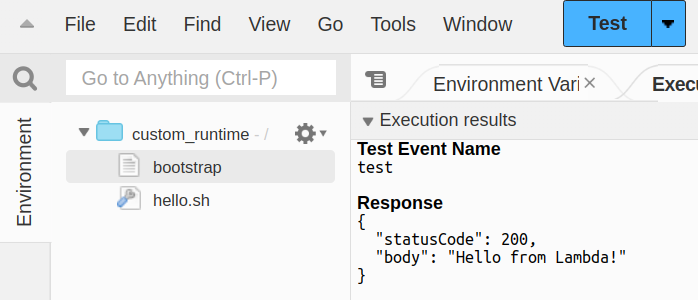 File Edit Find View Go Tools Window Test
Go to Anything (Ctrl-P)
Environment Vari × Execu
Environment
custom_runtime - /
bootstrap
hello.sh
Execution results
Test Event Name
test
Response
{
"statusCode": 200,
"body": "Hello from Lambda!"
}